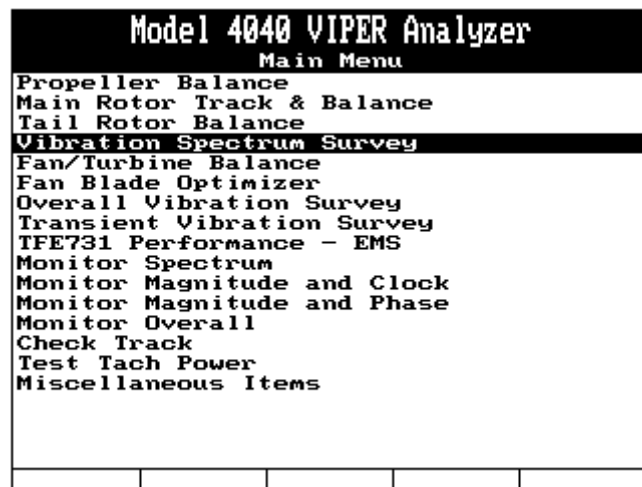 Model 4040 VIPER Analyzer
Main Menu
Propeller Balance
Main Rotor Track & Balance
Tail Rotor Balance
Vibration Spectrum Survey
Fan/Turbine Balance
Fan Blade Optimizer
Overall Vibration Survey
Transient Vibration Survey
TFE731 Performance – EMS
Monitor Spectrum
Monitor Magnitude and Clock
Monitor Magnitude and Phase
Monitor Overall
Check Track
Test Tach Power
Miscellaneous Items